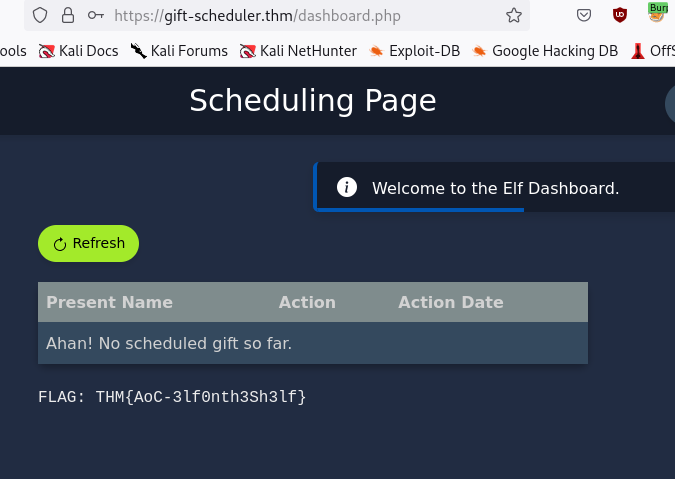 https://gift-scheduler.thm/dashboard.php
ools Kali Docs Kali Forums Kali NetHunter Exploit-DB Google Hacking DB OffS
Scheduling Page
Welcome to the Elf Dashboard.
Refresh
Present Name Action Action Date
Ahan! No scheduled gift so far.
FLAG: THM{AoC-3lf0nth3Sh3lf}